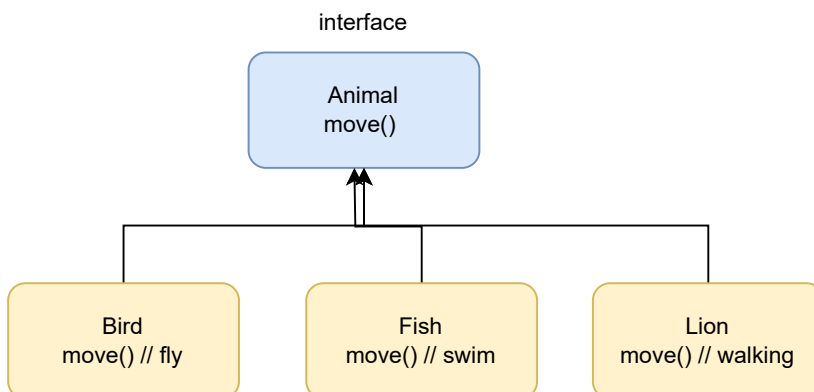 interface
Animal
move()
Bird
move() // fly
Fish
move() // swim
Lion
move() // walking